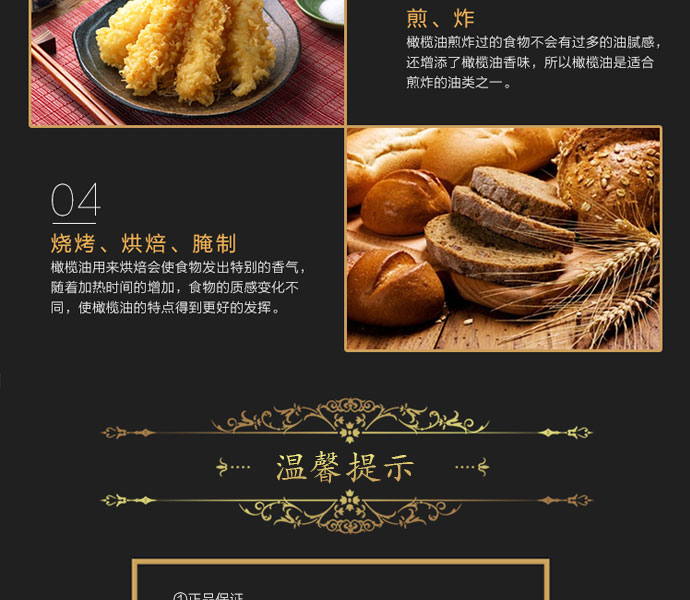 煎、炸
橄榄油煎炸过的食物不会有过多的油腻感，
还增添了橄榄油香味，所以橄榄油是适合
煎炸的油类之一。
04
烧烤、烘焙、腌制
橄榄油用来烘焙会使食物发出特别的香气，
随着加热时间的增加，食物的质感变化不
同，使橄榄油的特点得到更好的发挥。
温馨提示
①正品保证